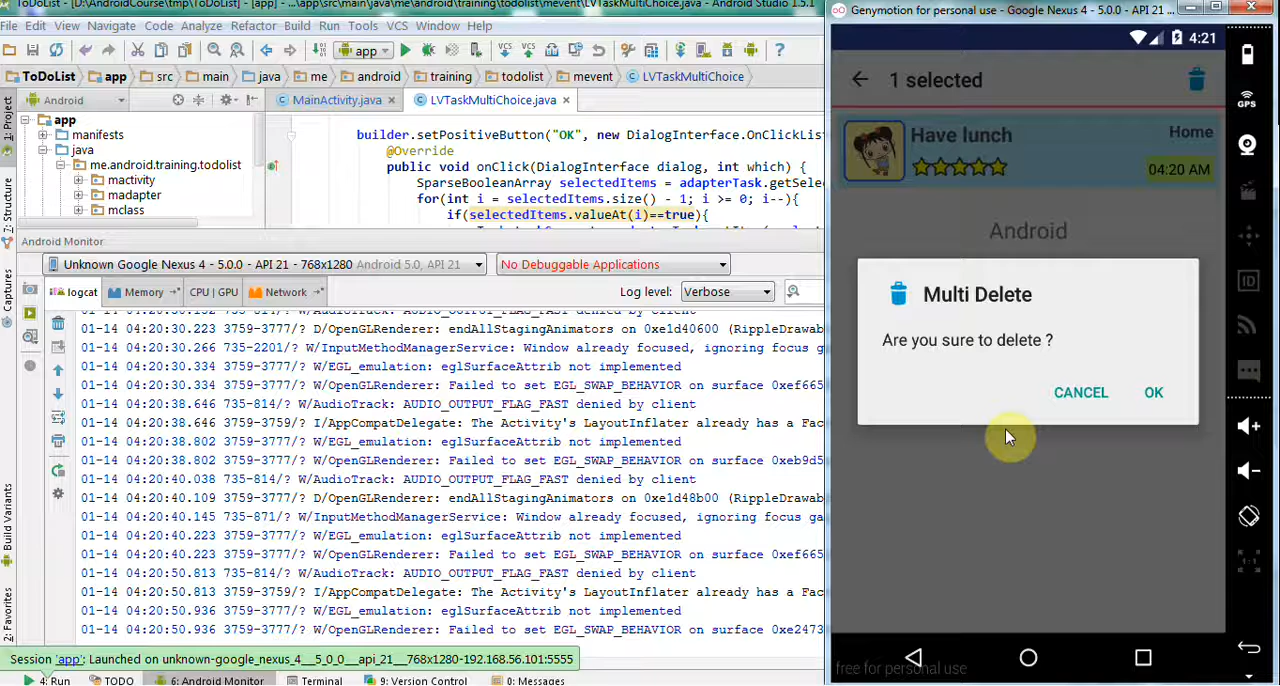 ToDoList - [D:\AndroidCourse\tmp\ToDoList] - [app] - ...\app\src\main\java\me\android\training\todolist\mevent\LVTaskMultiChoice.java - Android Studio 1.5.1
File Edit View Navigate Code Analyze Refactor Build Run Tools VCS Window Help
app
ToDoList app src main java me android training todolist mevent LVTaskMultiChoice
Android
MainActivity.java
LVTaskMultiChoice.java
1: Project
7: Structure
Captures
Build Variants
2: Favorites
app
manifests
java
me.android.training.todolist
mactivity
madapter
mclass
builder.setPositiveButton("OK", new DialogInterface.OnClickList
@Override
public void onClick(DialogInterface dialog, int which) {
SparseBooleanArray selectedItems = adapterTask.getSelec
for(int i = selectedItems.size() - 1; i >= 0; i--){
if(selectedItems.valueAt(i)==true){
Android Monitor
Unknown Google Nexus 4 - 5.0.0 - API 21 - 768x1280 Android 5.0, API 21
No Debuggable Applications
logcat Memory CPU | GPU Network
Log level: Verbose
AUDIO_OUTPUT_FLAG_FAST denied by client
01-14 04:20:30.223 3759-3777/? D/OpenGLRenderer: endAllStagingAnimators on 0xe1d40600 (RippleDrawab
01-14 04:20:30.266 735-2201/? W/InputMethodManagerService: Window already focused, ignoring focus ga
01-14 04:20:30.334 3759-3777/? W/EGL_emulation: eglSurfaceAttrib not implemented
01-14 04:20:30.334 3759-3777/? W/OpenGLRenderer: Failed to set EGL_SWAP_BEHAVIOR on surface 0xef665
01-14 04:20:38.646 735-814/? W/AudioTrack: AUDIO_OUTPUT_FLAG_FAST denied by client
01-14 04:20:38.646 3759-3759/? I/AppCompatDelegate: The Activity's LayoutInflater already has a Fac
01-14 04:20:38.802 3759-3777/? W/EGL_emulation: eglSurfaceAttrib not implemented
01-14 04:20:38.802 3759-3777/? W/OpenGLRenderer: Failed to set EGL_SWAP_BEHAVIOR on surface 0xeb9d5
01-14 04:20:40.038 735-814/? W/AudioTrack: AUDIO_OUTPUT_FLAG_FAST denied by client
01-14 04:20:40.109 3759-3777/? D/OpenGLRenderer: endAllStagingAnimators on 0xe1d48b00 (RippleDrawab
01-14 04:20:40.145 735-871/? W/InputMethodManagerService: Window already focused, ignoring focus ga
01-14 04:20:40.223 3759-3777/? W/EGL_emulation: eglSurfaceAttrib not implemented
01-14 04:20:40.223 3759-3777/? W/OpenGLRenderer: Failed to set EGL_SWAP_BEHAVIOR on surface 0xef665
01-14 04:20:50.813 735-814/? W/AudioTrack: AUDIO_OUTPUT_FLAG_FAST denied by client
01-14 04:20:50.813 3759-3759/? I/AppCompatDelegate: The Activity's LayoutInflater already has a Fac
01-14 04:20:50.936 3759-3777/? W/EGL_emulation: eglSurfaceAttrib not implemented
01-14 04:20:50.936 3759-3777/? W/OpenGLRenderer: Failed to set EGL_SWAP_BEHAVIOR on surface 0xe2473
Session 'app': Launched on unknown-google_nexus_4__5_0_0__api_21__768x1280-192.168.56.101:5555
4: Run TODO 6: Android Monitor Terminal 9: Version Control 0: Messages
Genymotion for personal use - Google Nexus 4 - 5.0.0 - API 21 ...
4:21
1 selected
Have lunch
Home
04:20 AM
Android
Multi Delete
Are you sure to delete ?
CANCEL OK
free for personal use
GPS
ID
1:1